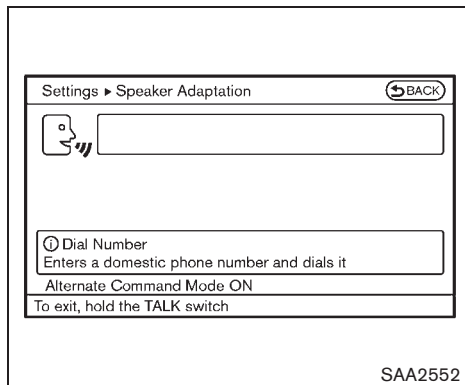 Settings ▶ Speaker Adaptation
BACK
ⓘ Dial Number
Enters a domestic phone number and dials it
Alternate Command Mode ON
To exit, hold the TALK switch
SAA2552